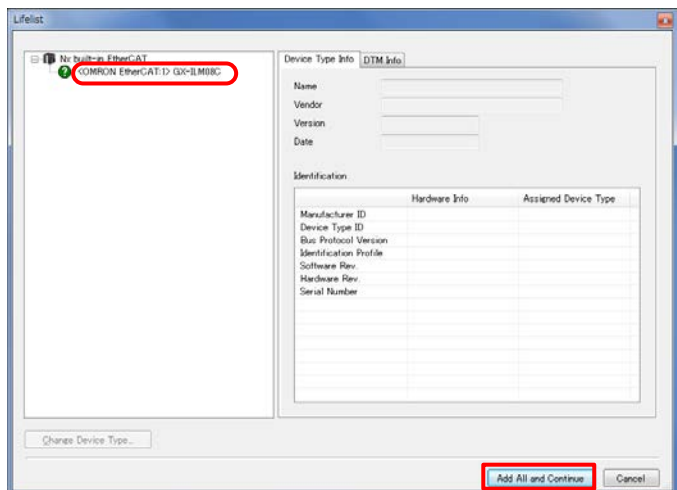 Lifelist
Nx built-in EtherCAT
<OMRON EtherCAT:1> GX-ILM08C
Device Type Info DTM Info
Name
Vendor
Version
Date
Identification
Hardware Info Assigned Device Type
Manufacturer ID
Device Type ID
Bus Protocol Version
Identification Profile
Software Rev.
Hardware Rev.
Serial Number
Change Device Type...
Add All and Continue Cancel